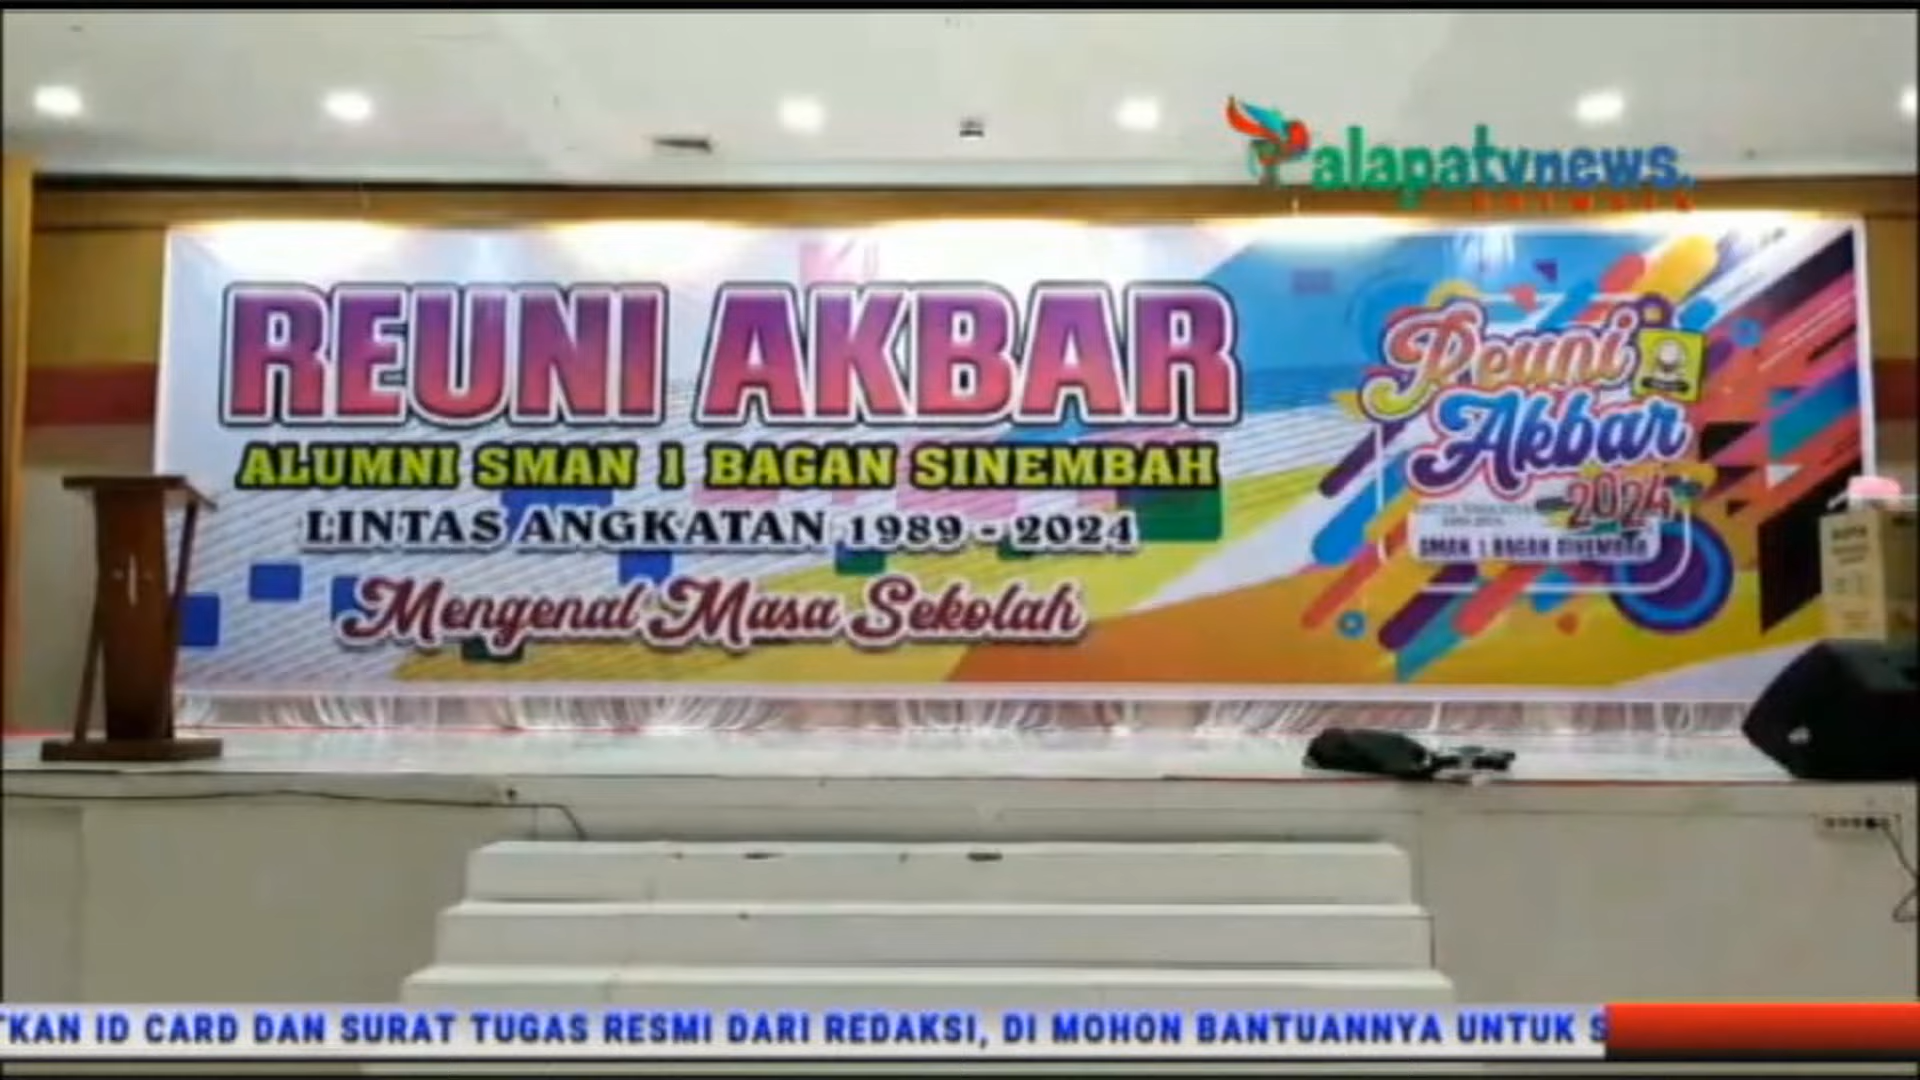 alapatvnews.
REUNI AKBAR
ALUMNI SMAN 1 BAGAN SINEMBAH
LINTAS ANGKATAN 1989 - 2024
Mengenal Masa Sekolah
Reuni
Akbar
2024
SMAN 1 BAGAN SINEMBAH
TKAN ID CARD DAN SURAT TUGAS RESMI DARI REDAKSI, DI MOHON BANTUANNYA UNTUK S